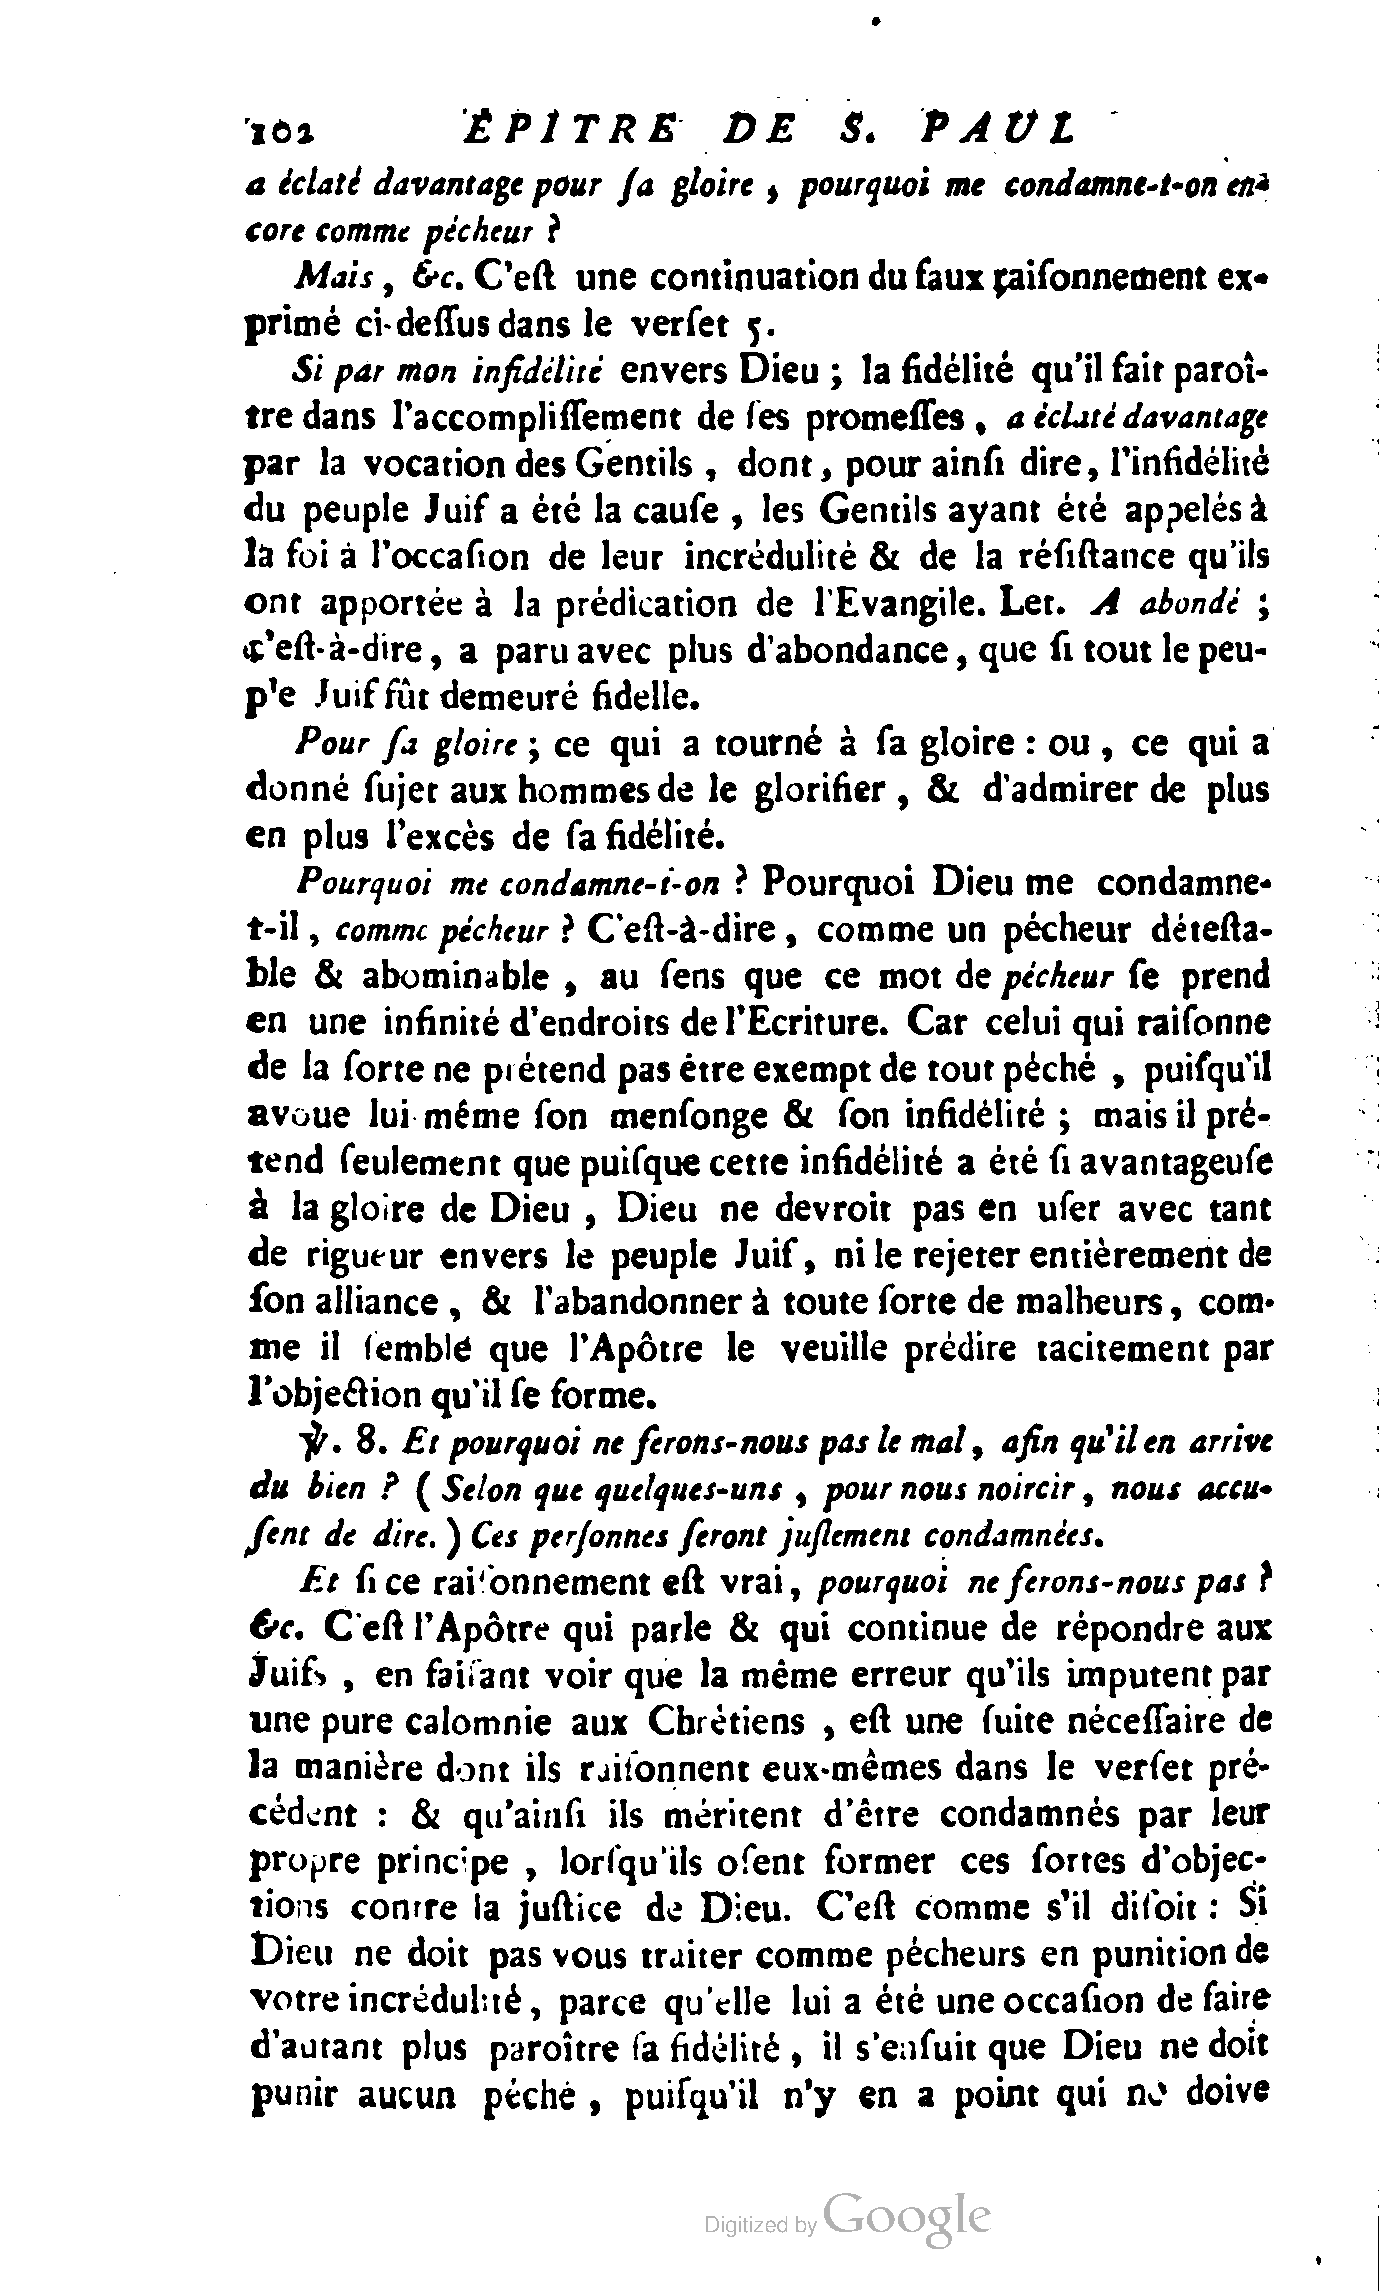 102 ÉPITRE DE S. PAUL
a éclaté davantage pour ſa gloire, pourquoi me condamne-t-on en-
core comme pécheur ?
Mais, &c. C'eſt une continuation du faux raiſonnement ex-
primé ci-deſſus dans le verſet 5.
Si par mon infidélité envers Dieu ; la fidélité qu'il fait paroî-
tre dans l'accompliſſement de ſes promeſſes, a éclaté davantage
par la vocation des Gentils, dont, pour ainſi dire, l'infidélité
du peuple Juif a été la cauſe, les Gentils ayant été appelés à
la foi à l'occaſion de leur incrédulité & de la réſiſtance qu'ils
ont apportée à la prédication de l'Evangile. Let. A abondé ;
c'eſt-à-dire, a paru avec plus d'abondance, que ſi tout le peu-
ple Juif fût demeuré fidelle.
Pour ſa gloire ; ce qui a tourné à ſa gloire : ou, ce qui a
donné ſujet aux hommes de le glorifier, & d'admirer de plus
en plus l'excès de ſa fidélité.
Pourquoi me condamne-t-on ? Pourquoi Dieu me condamne-
t-il, comme pécheur ? C'eſt-à-dire, comme un pécheur déteſta-
ble & abominable, au ſens que ce mot de pécheur ſe prend
en une infinité d'endroits de l'Ecriture. Car celui qui raiſonne
de la ſorte ne prétend pas être exempt de tout péché, puiſqu'il
avoue lui-même ſon menſonge & ſon infidélité ; mais il pré-
tend ſeulement que puiſque cette infidélité a été ſi avantageuſe
à la gloire de Dieu, Dieu ne devroit pas en uſer avec tant
de rigueur envers le peuple Juif, ni le rejeter entièrement de
ſon alliance, & l'abandonner à toute ſorte de malheurs, com-
me il ſemble que l'Apôtre le veuille prédire tacitement par
l'objection qu'il ſe forme.
℣. 8. Et pourquoi ne ferons-nous pas le mal, afin qu'il en arrive
du bien ? ( Selon que quelques-uns, pour nous noircir, nous accu-
ſent de dire. ) Ces perſonnes ſeront juſtement condamnées.
Et ſi ce raiſonnement eſt vrai, pourquoi ne ferons-nous pas ?
&c. C'eſt l'Apôtre qui parle & qui continue de répondre aux
Juifs, en faiſant voir que la même erreur qu'ils imputent par
une pure calomnie aux Chrétiens, eſt une ſuite néceſſaire de
la manière dont ils raiſonnent eux-mêmes dans le verſet pré-
cédent : & qu'ainſi ils méritent d'être condamnés par leur
propre principe, lorſqu'ils oſent former ces ſortes d'objec-
tions contre la juſtice de Dieu. C'eſt comme s'il diſoit : Si
Dieu ne doit pas vous traiter comme pécheurs en punition de
votre incrédulité, parce qu'elle lui a été une occaſion de faire
d'autant plus paroître ſa fidélité, il s'enſuit que Dieu ne doit
punir aucun péché, puiſqu'il n'y en a point qui ne doive
Digitized by Google